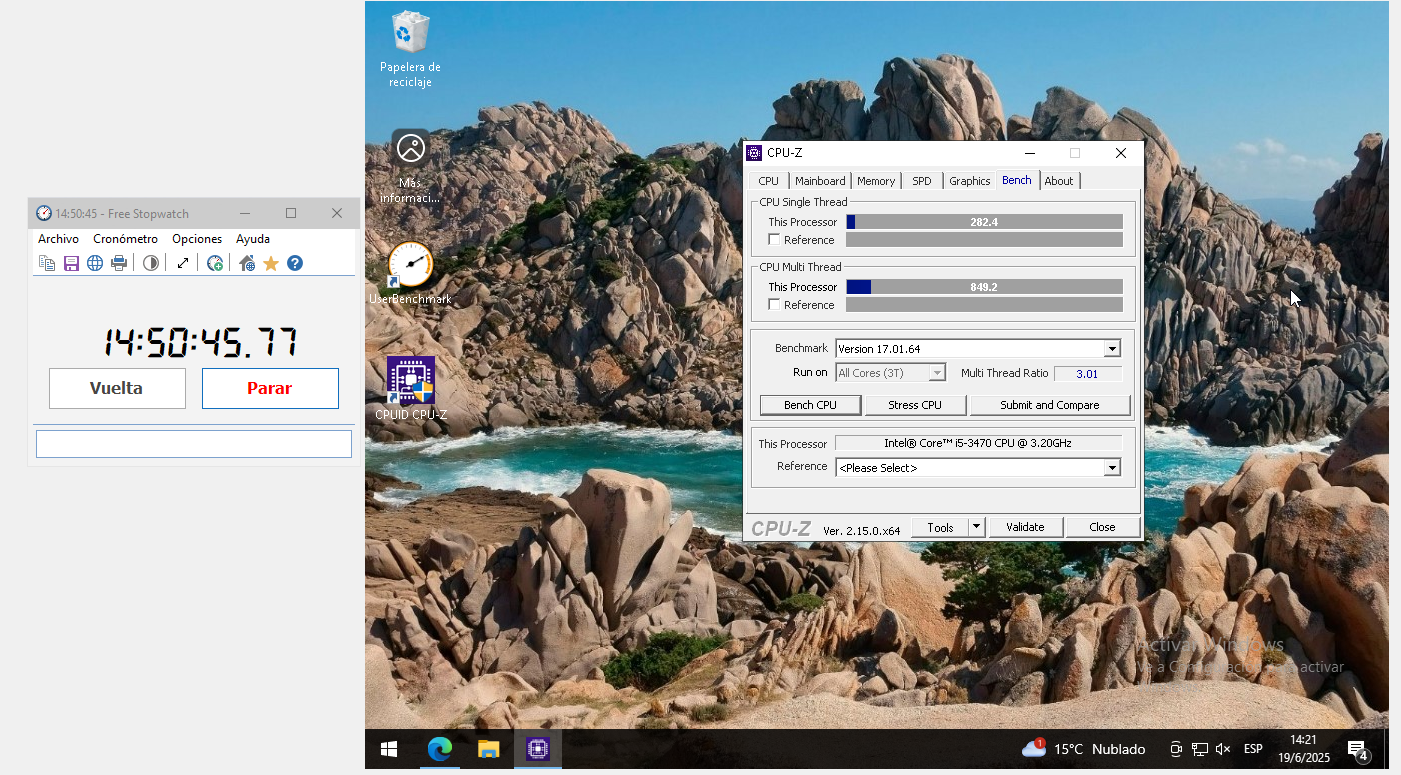 14:50:45 - Free Stopwatch
Archivo Cronómetro Opciones Ayuda
14:50:45.77
Vuelta Parar
Papelera de
reciclaje
Más
informaci...
UserBenchmark
CPUID CPU-Z
CPU-Z
CPU Mainboard Memory SPD Graphics Bench About
CPU Single Thread
This Processor 282.4
Reference
CPU Multi Thread
This Processor 849.2
Reference
Benchmark Version 17.01.64
Run on All Cores (3T) Multi Thread Ratio 3.01
Bench CPU Stress CPU Submit and Compare
This Processor Intel® Core™ i5-3470 CPU @ 3.20GHz
Reference <Please Select>
CPU-Z Ver. 2.15.0.x64 Tools Validate Close
Activar Windows
Ve a Configuración para activar
1 15°C Nublado ESP 14:21
19/6/2025
4